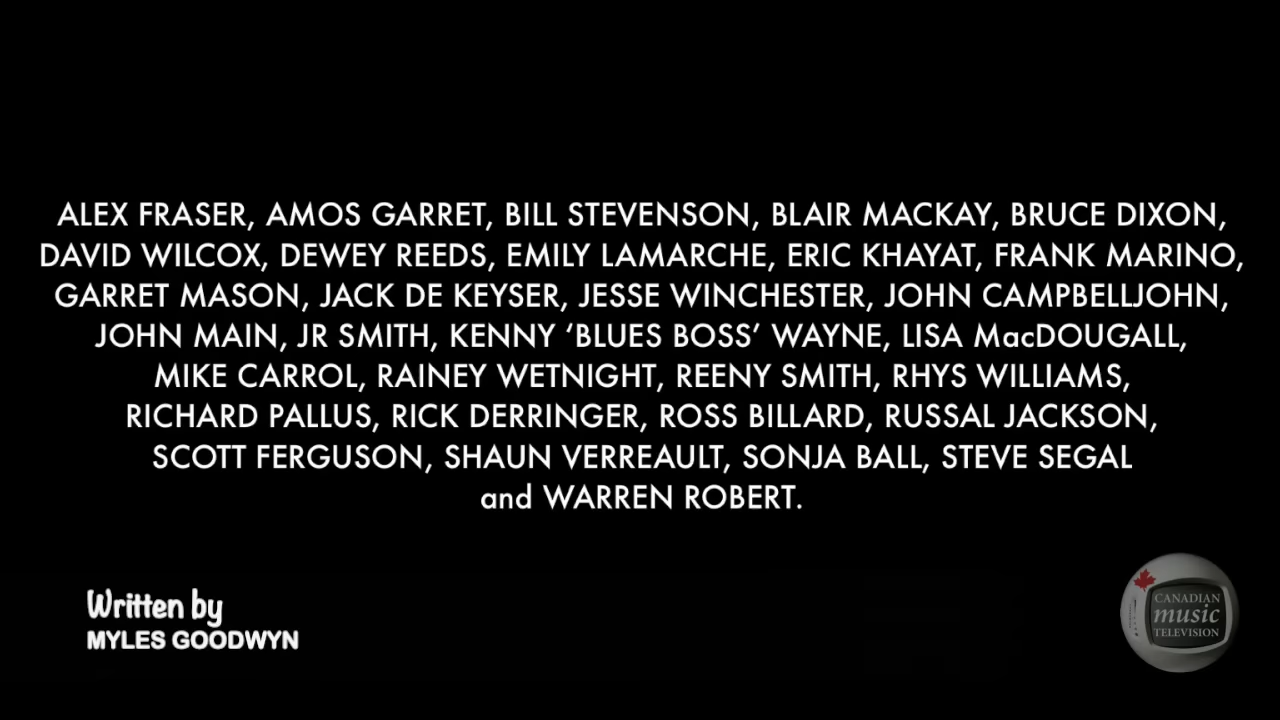 ALEX FRASER, AMOS GARRET, BILL STEVENSON, BLAIR MACKAY, BRUCE DIXON,
DAVID WILCOX, DEWEY REEDS, EMILY LAMARCHE, ERIC KHAYAT, FRANK MARINO,
GARRET MASON, JACK DE KEYSER, JESSE WINCHESTER, JOHN CAMPBELLJOHN,
JOHN MAIN, JR SMITH, KENNY ‘BLUES BOSS’ WAYNE, LISA MacDOUGALL,
MIKE CARROL, RAINEY WETNIGHT, REENY SMITH, RHYS WILLIAMS,
RICHARD PALLUS, RICK DERRINGER, ROSS BILLARD, RUSSAL JACKSON,
SCOTT FERGUSON, SHAUN VERREAULT, SONJA BALL, STEVE SEGAL
and WARREN ROBERT.
Written by
MYLES GOODWYN
CANADIAN
music
TELEVISION